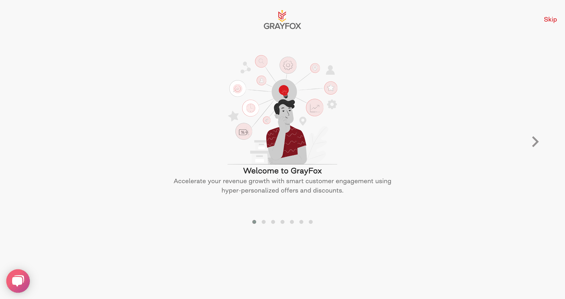 GRAYFOX
Skip
Welcome to GrayFox
Accelerate your revenue growth with smart customer engagement using
hyper-personalized offers and discounts.